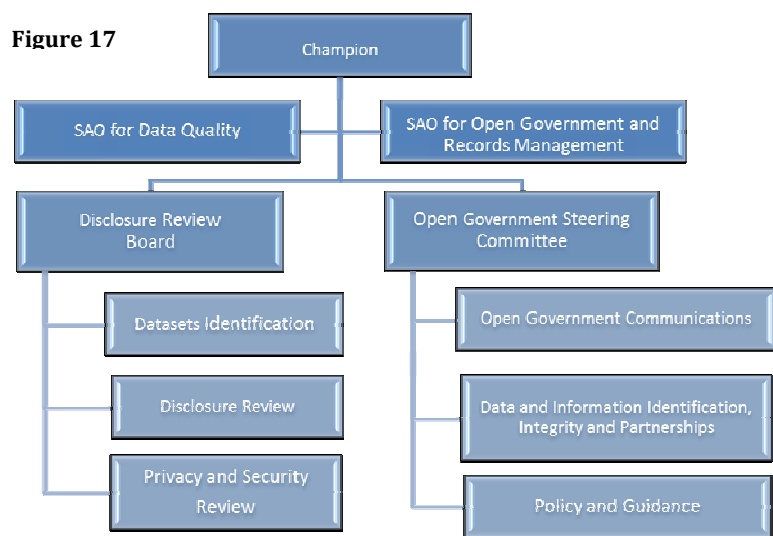 Figure 17
Champion
SAO for Data Quality
SAO for Open Government and
Records Management
Disclosure Review
Board
Open Government Steering
Committee
Datasets Identification
Disclosure Review
Privacy and Security
Review
Open Government Communications
Data and Information Identification,
Integrity and Partnerships
Policy and Guidance